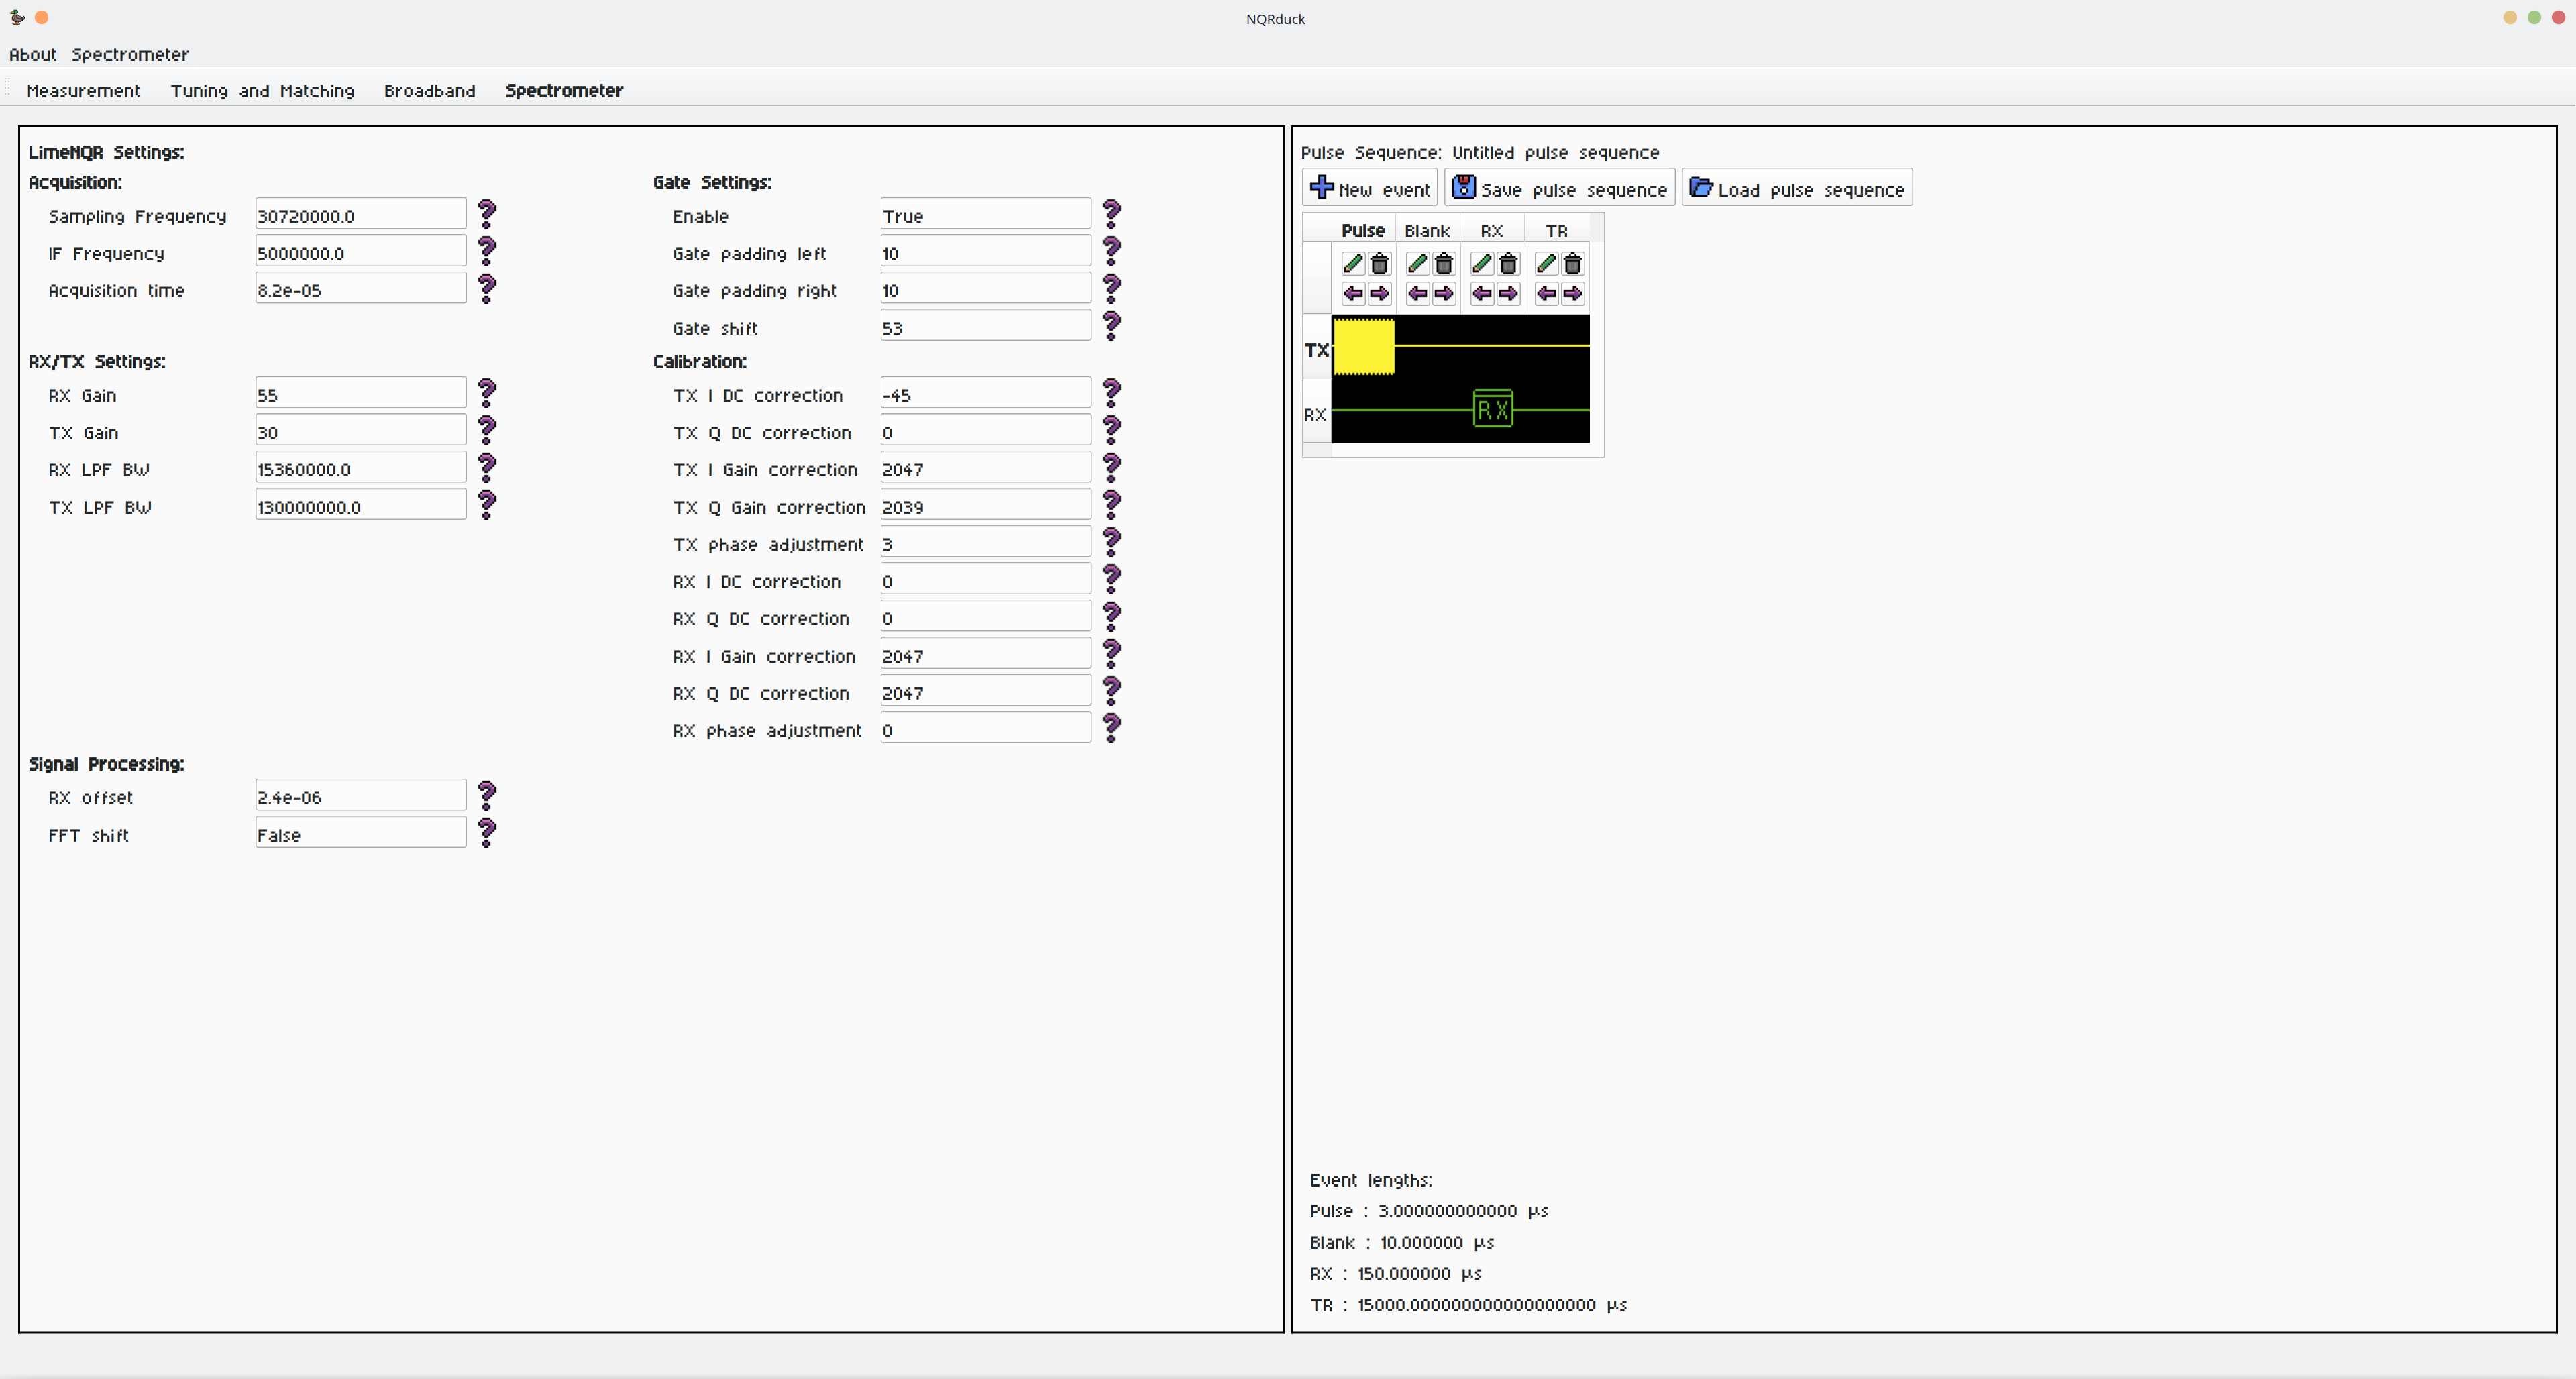 NQRduck
About Spectrometer
Measurement Tuning and Matching Broadband Spectrometer
LimeNQR Settings:
Acquisition:
Sampling Frequency 30720000.0
IF Frequency 5000000.0
Acquisition time 8.2e-05
RX/TX Settings:
RX Gain 55
TX Gain 30
RX LPF BW 15360000.0
TX LPF BW 130000000.0
Signal Processing:
RX offset 2.4e-06
FFT shift False
Gate Settings:
Enable True
Gate padding left 10
Gate padding right 10
Gate shift 53
Calibration:
TX I DC correction -45
TX Q DC correction 0
TX I Gain correction 2047
TX Q Gain correction 2039
TX phase adjustment 3
RX I DC correction 0
RX Q DC correction 0
RX I Gain correction 2047
RX Q DC correction 2047
RX phase adjustment 0
Pulse Sequence: Untitled pulse sequence
New event Save pulse sequence Load pulse sequence
Pulse Blank RX TR
TX
RX RX
Event lengths:
Pulse : 3.000000000000 µs
Blank : 10.000000 µs
RX : 150.000000 µs
TR : 15000.000000000000000000 µs